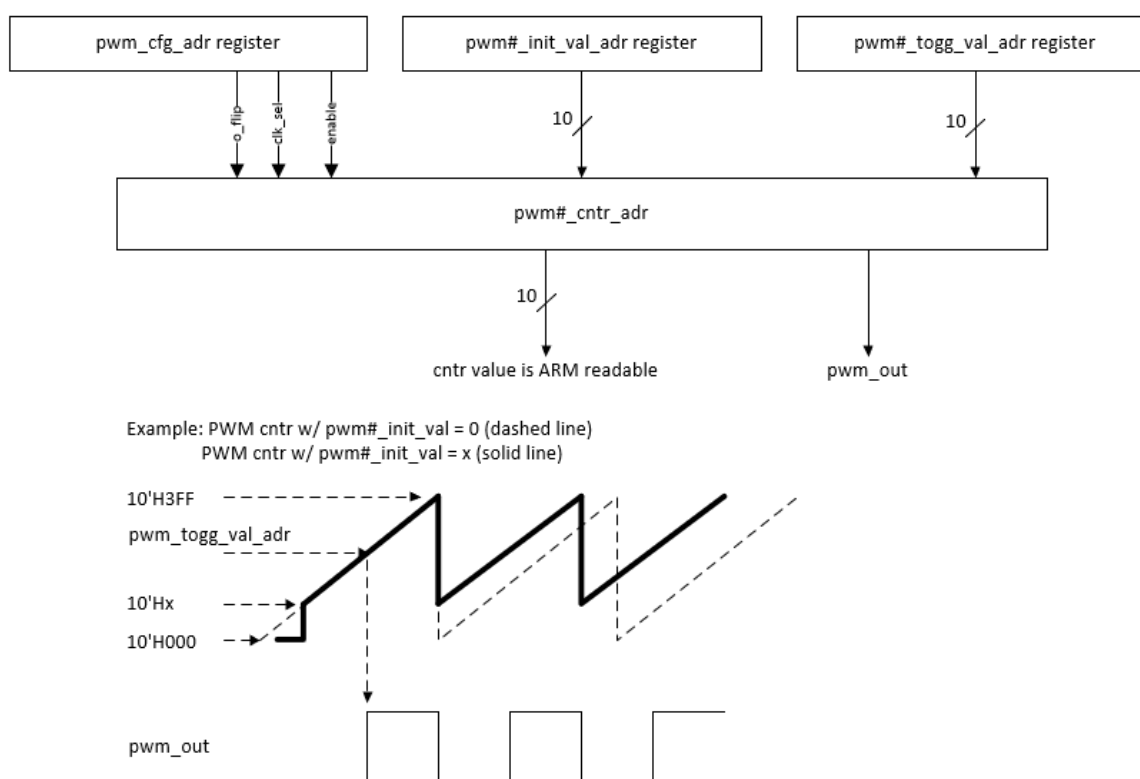 pwm_cfg_adr register
pwm#_init_val_adr register
pwm#_togg_val_adr register
o_flip
clk_sel
enable
10
10
pwm#_cntr_adr
10
cntr value is ARM readable
pwm_out
Example: PWM cntr w/ pwm#_init_val = 0 (dashed line)
PWM cntr w/ pwm#_init_val = x (solid line)
10'H3FF
pwm_togg_val_adr
10'Hx
10'H000
pwm_out